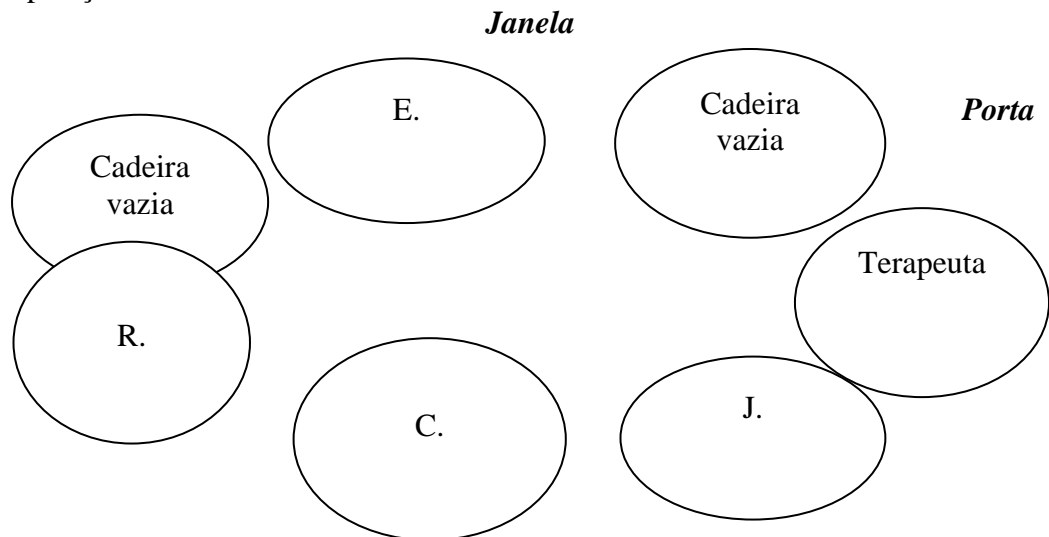 Janela
E.
Cadeira
vazia
Porta
Cadeira
vazia
Terapeuta
R.
J.
C.